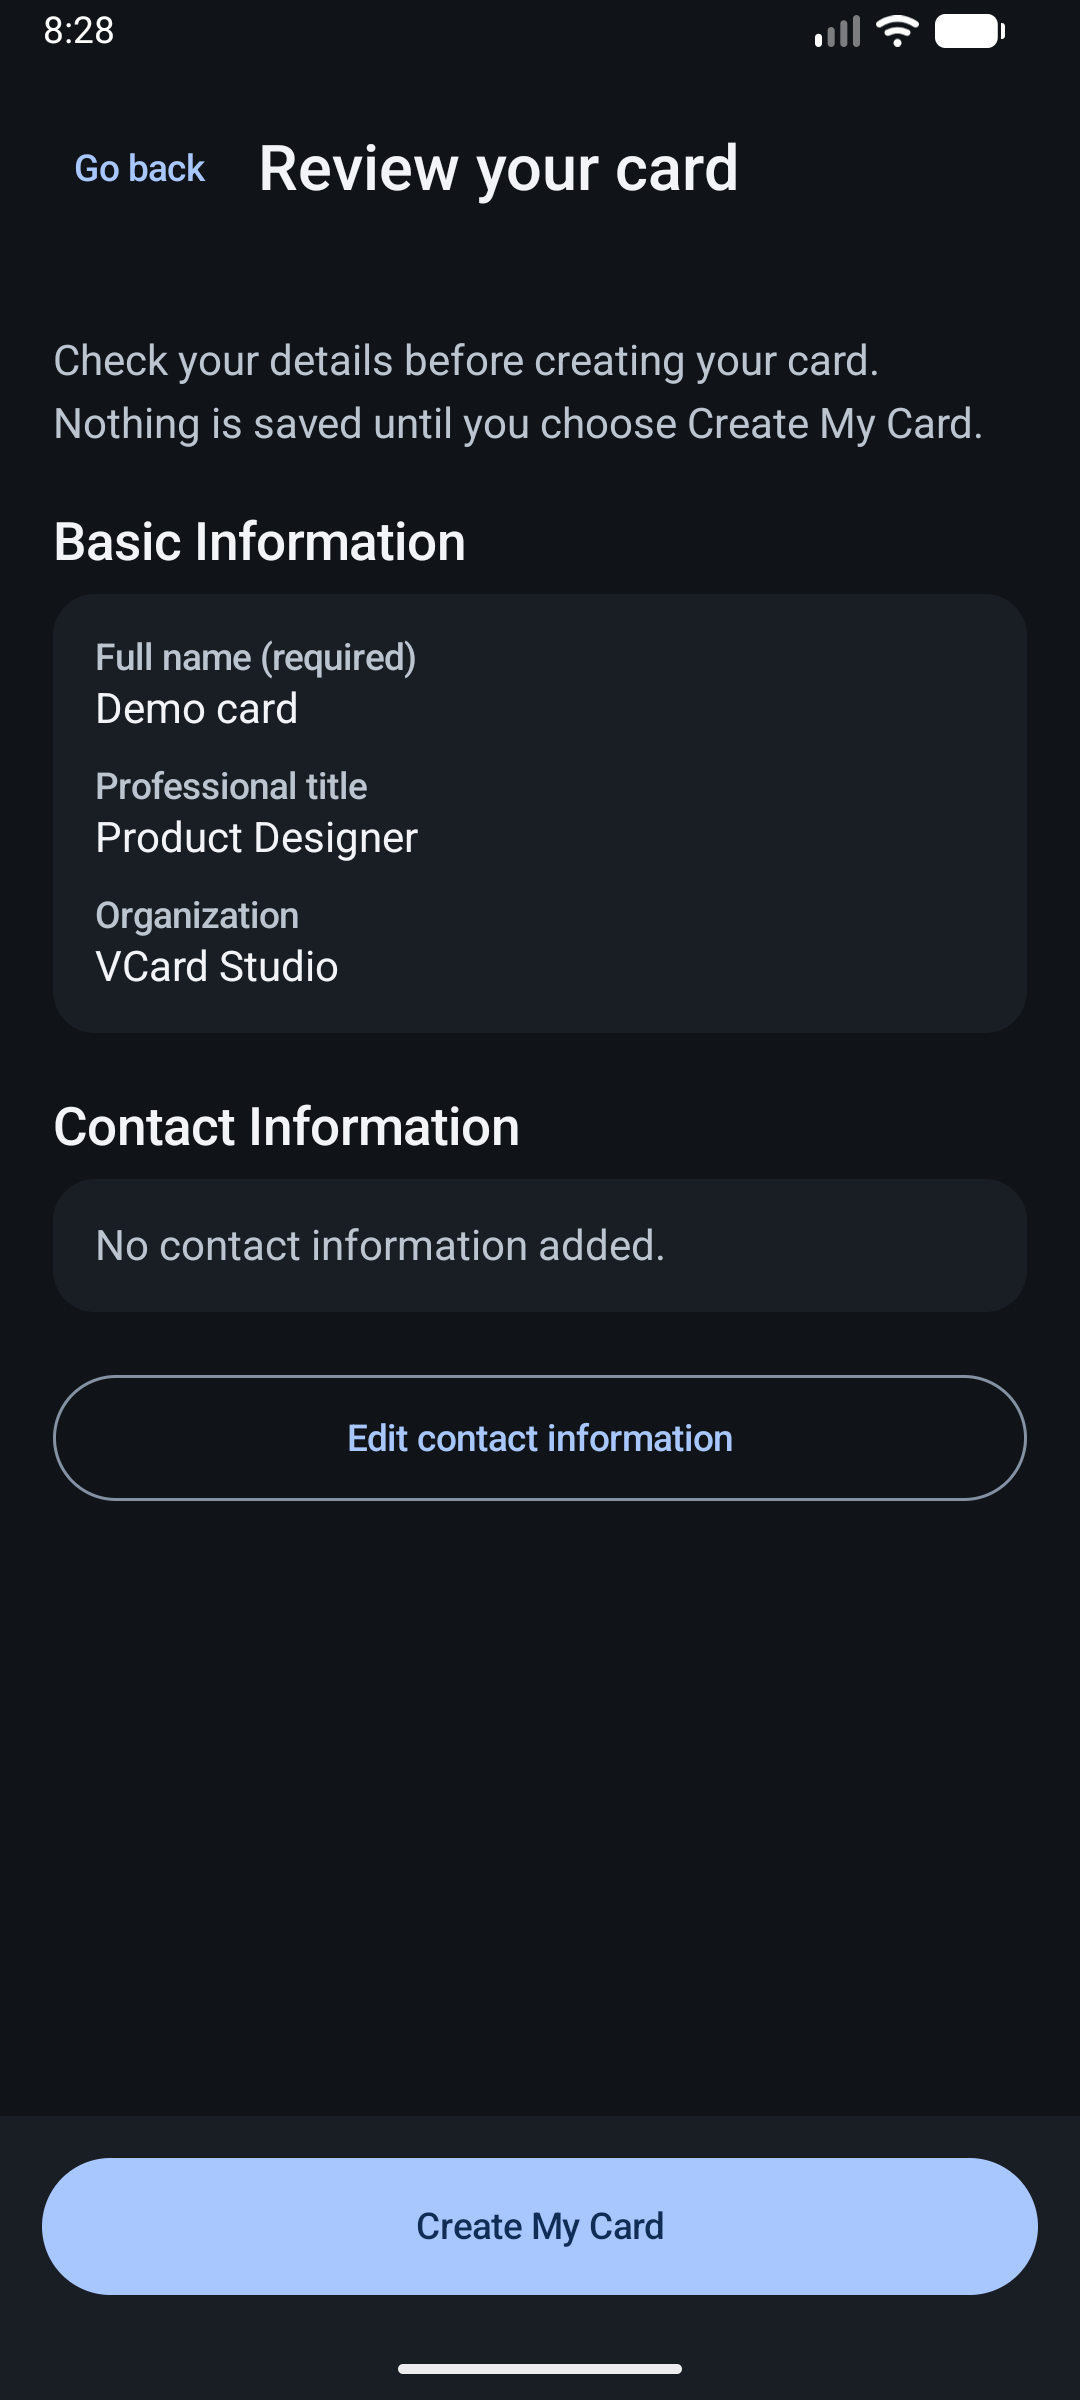 8:28
Go back
Review your card
Check your details before creating your card.
Nothing is saved until you choose Create My Card.
Basic Information
Full name (required)
Demo card
Professional title
Product Designer
Organization
VCard Studio
Contact Information
No contact information added.
Edit contact information
Create My Card